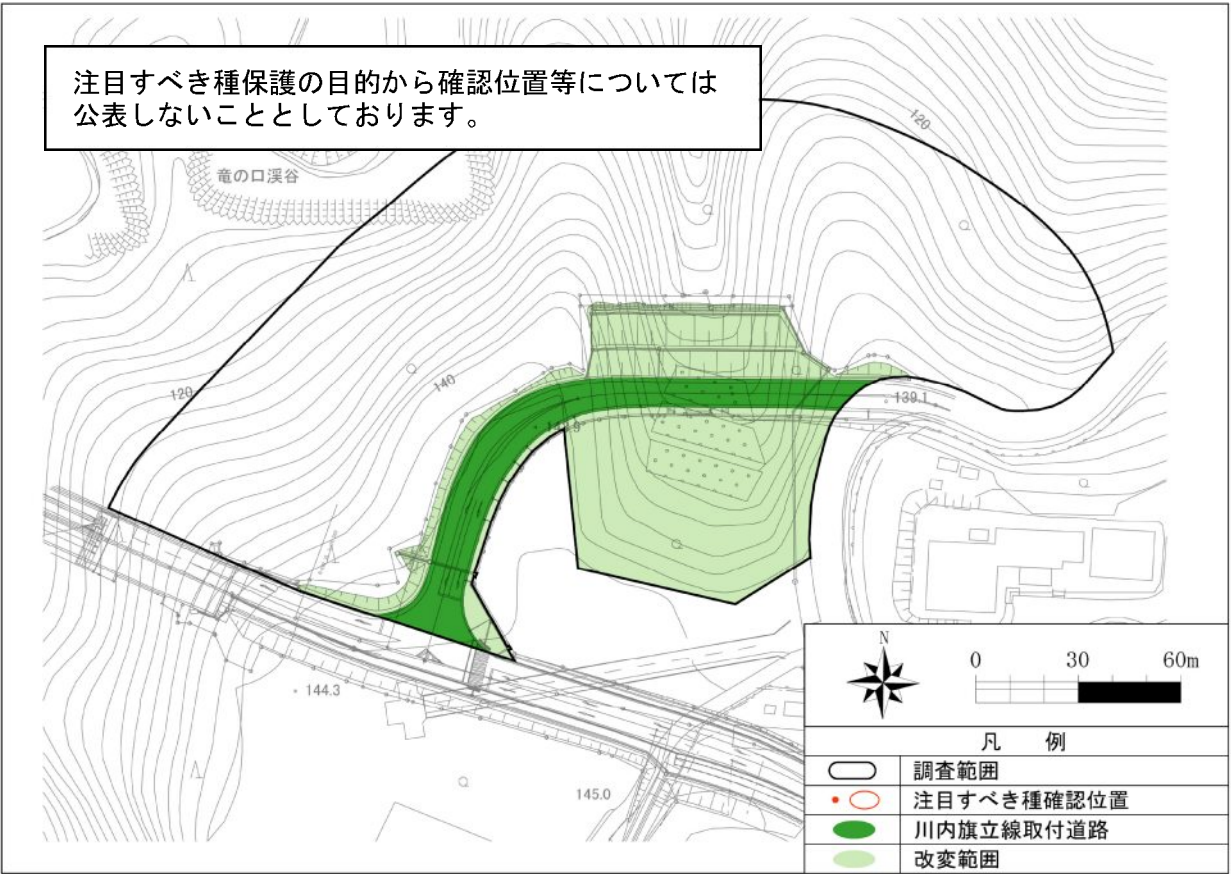 注目すべき種保護の目的から確認位置等については
公表しないこととしております。
120
竜の口渓谷
120
140
139.1
144.3
145.0
N
0 30 60m
凡 例
調査範囲
注目すべき種確認位置
川内旗立線取付道路
改変範囲